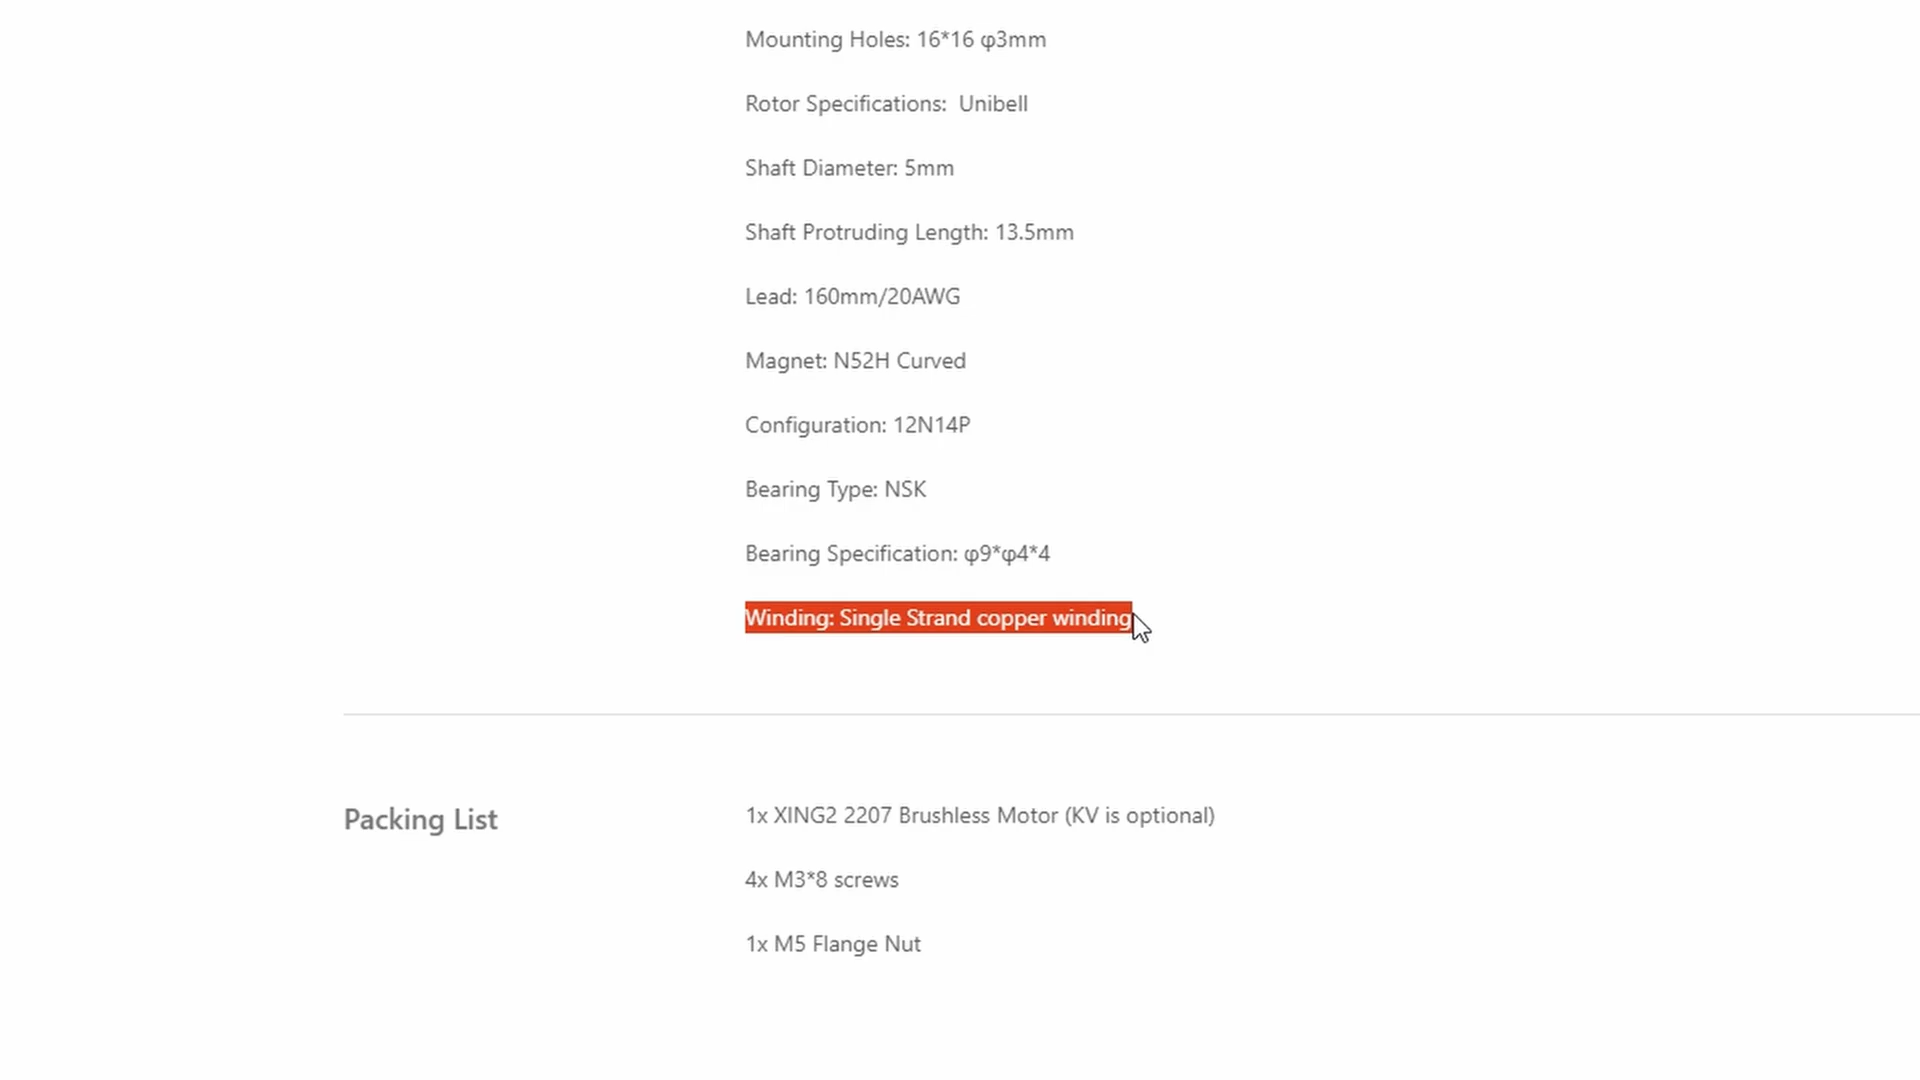 Mounting Holes: 16*16 φ3mm
Rotor Specifications:  Unibell
Shaft Diameter: 5mm
Shaft Protruding Length: 13.5mm
Lead: 160mm/20AWG
Magnet: N52H Curved
Configuration: 12N14P
Bearing Type: NSK
Bearing Specification: φ9*φ4*4
Winding: Single Strand copper winding
Packing List
1x XING2 2207 Brushless Motor (KV is optional)
4x M3*8 screws
1x M5 Flange Nut